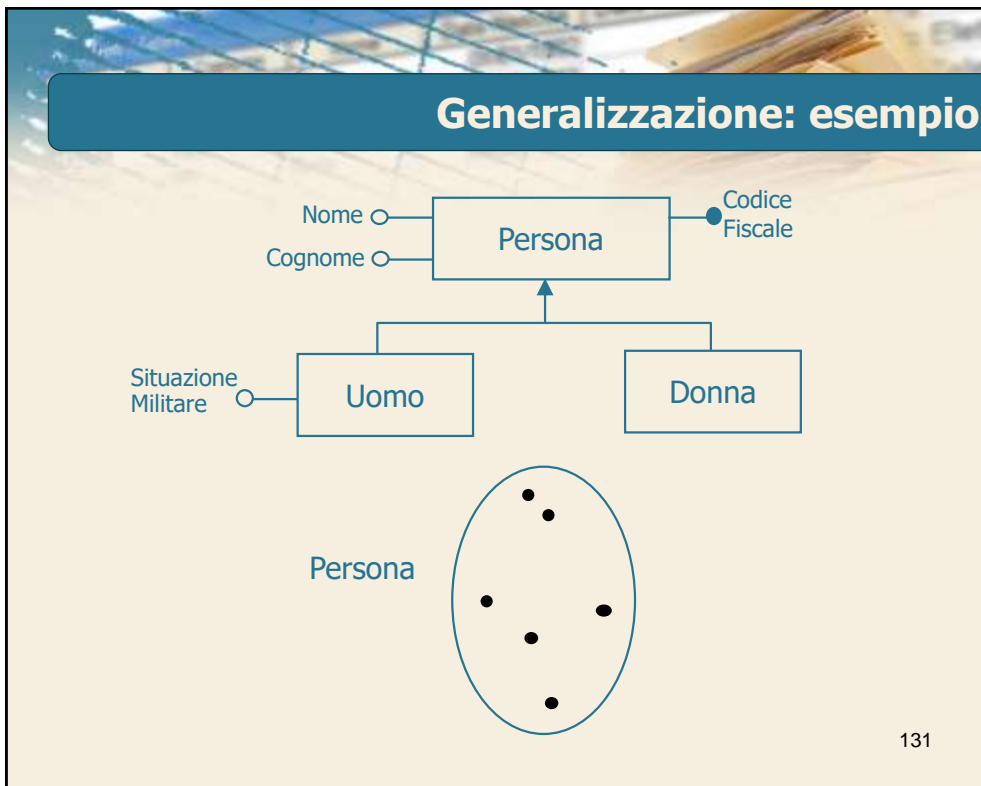 Generalizzazione: esempio
Nome
Cognome
Persona
Codice
Fiscale
Situazione
Militare
Uomo
Donna
Persona
131